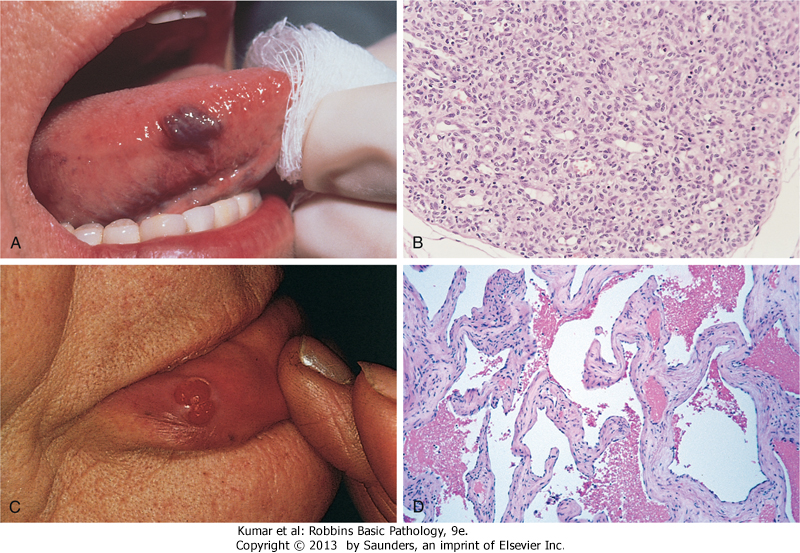 A
B
C
D
Kumar et al: Robbins Basic Pathology, 9e.
Copyright © 2013 by Saunders, an imprint of Elsevier Inc.